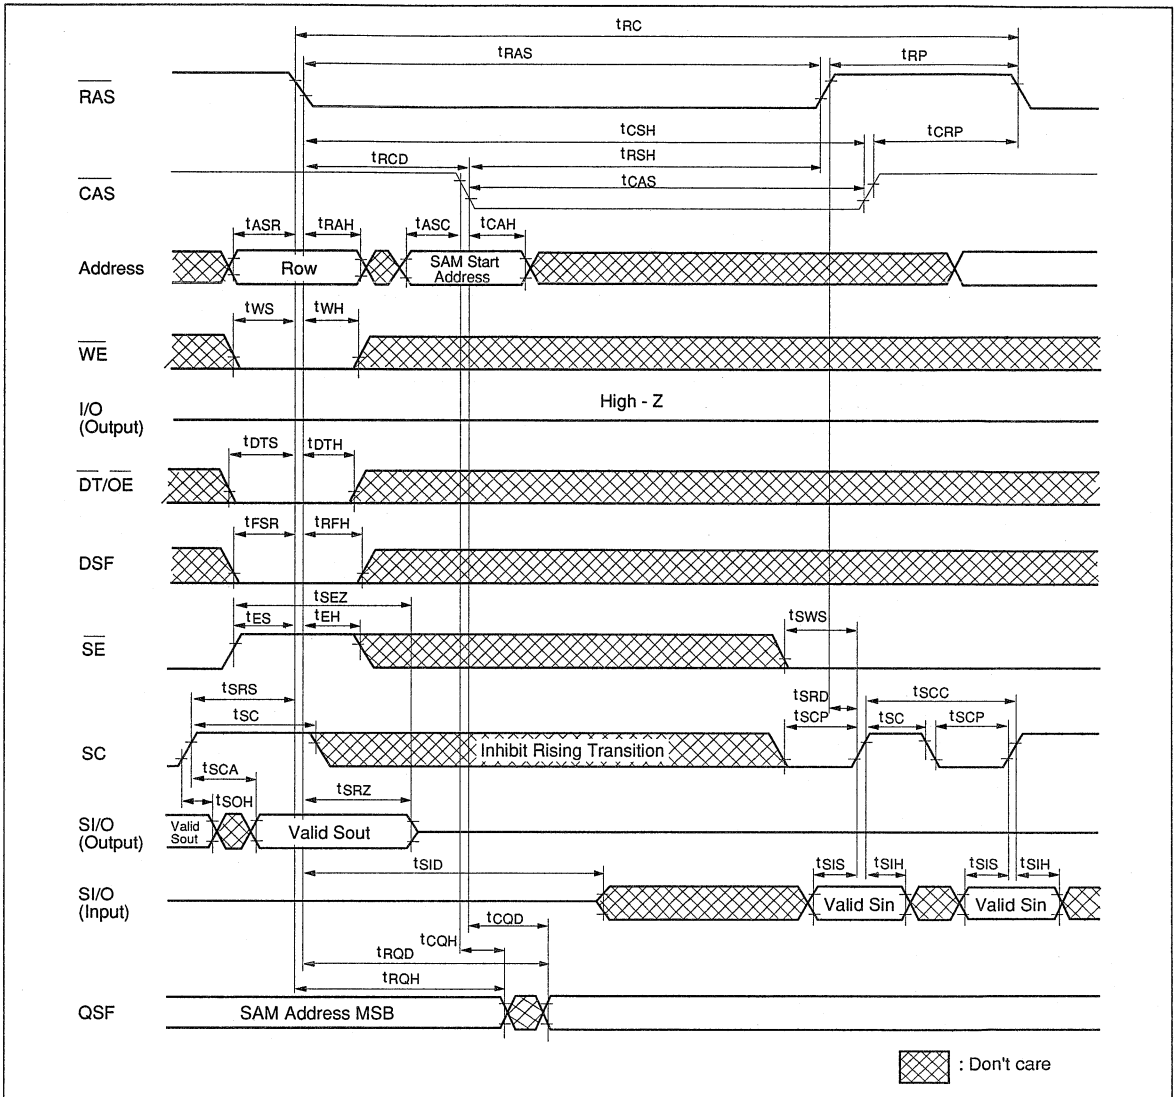 tRC
tRAS
tRP
RAS
tCSH
tCRP
tRCD
tRSH
tCAS
CAS
tASR
tRAH
tASC
tCAH
Address
Row
SAM Start
Address
tWS
tWH
WE
I/O
(Output)
High - Z
tDTS
tDTH
DT/OE
tFSR
tRFH
DSF
tSEZ
tES
tEH
tSWS
SE
tSRS
tSRD
tSCC
tSC
tSCP
tSC
tSCP
SC
Inhibit Rising Transition
tSCA
tSOH
tSRZ
SI/O
(Output)
Valid
Sout
Valid Sout
tSID
tSIS
tSIH
tSIS
tSIH
SI/O
(Input)
Valid Sin
Valid Sin
tCQD
tCQH
tRQD
tRQH
QSF
SAM Address MSB
: Don't care